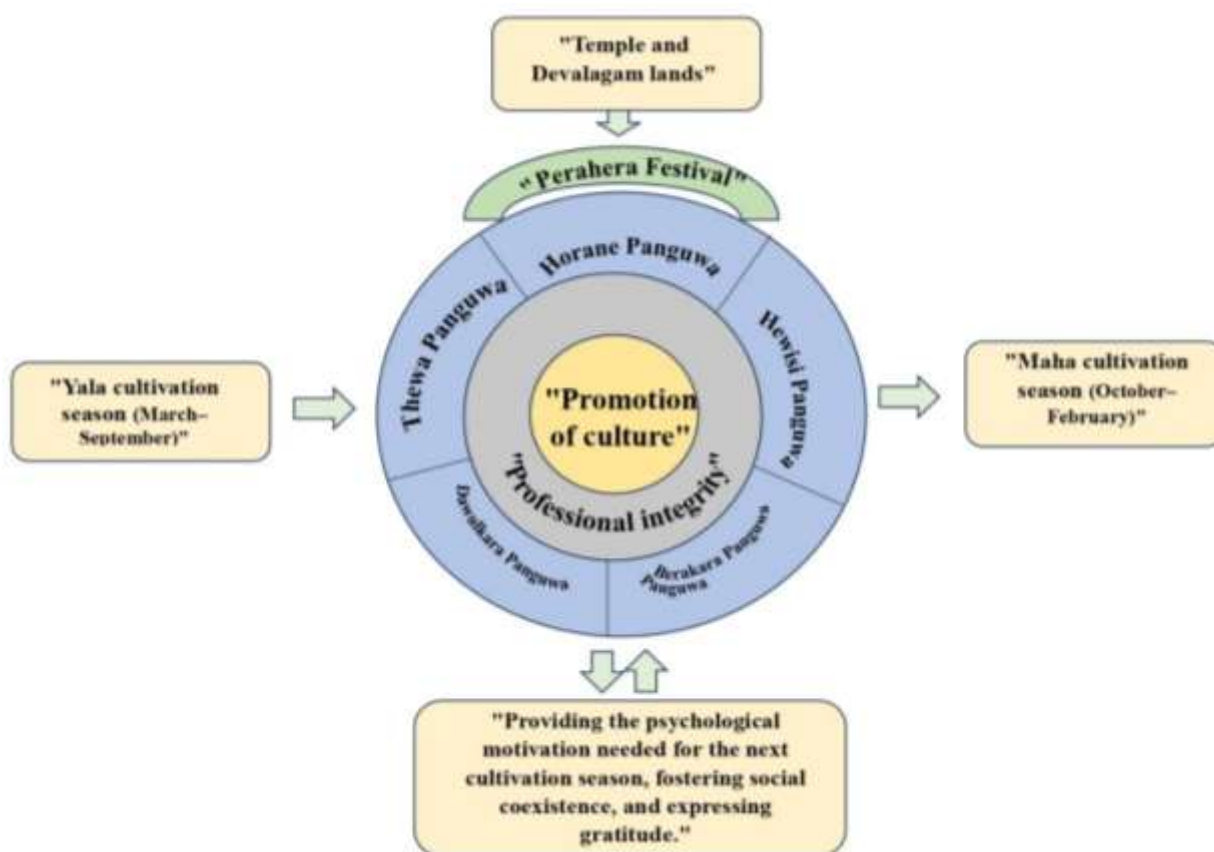 "Temple and
Devalagam lands"
"Perahera Festival"
Horane Panguwa
Thewa Panguwa
Hewisi Panguwa
"Yala cultivation
season (March–
September)"
"Maha cultivation
season (October–
February)"
"Promotion
of culture"
"Professional integrity"
Dawulkara Panguwa
Berakara Panguwa
Panguwa
"Providing the psychological
motivation needed for the next
cultivation season, fostering social
coexistence, and expressing
gratitude."